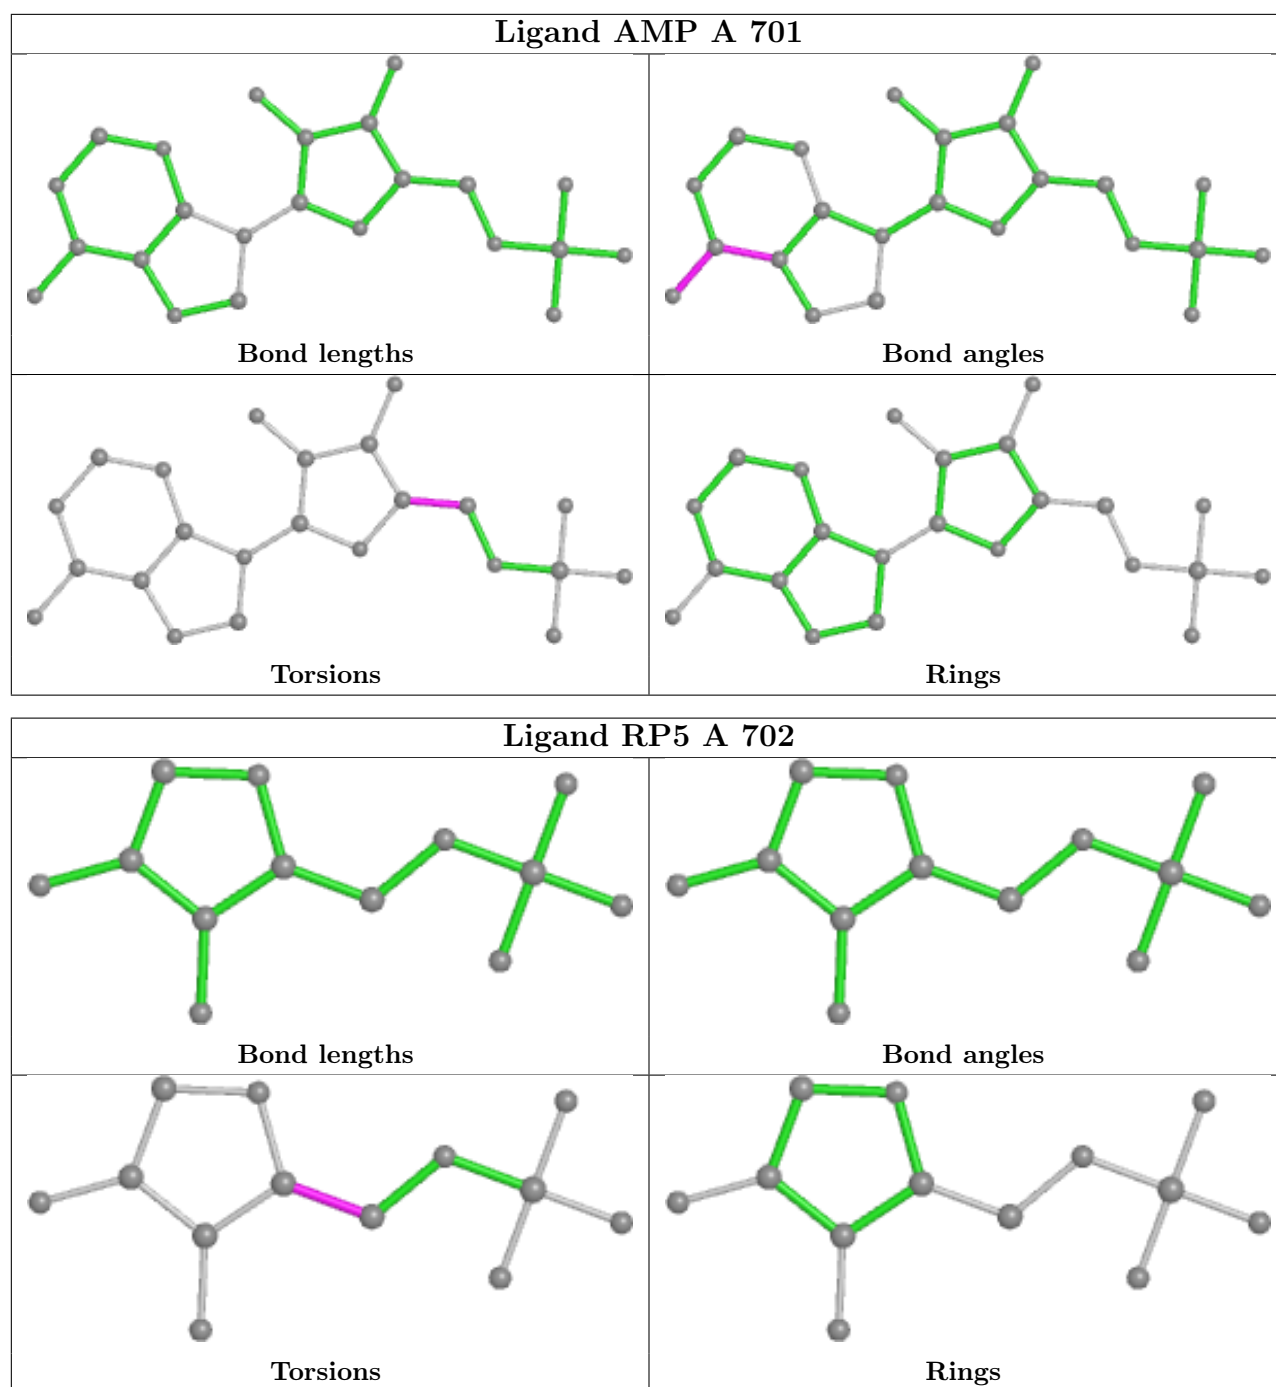 Ligand AMP A 701
Bond lengths
Bond angles
Torsions
Rings
Ligand RP5 A 702
Bond lengths
Bond angles
Torsions
Rings